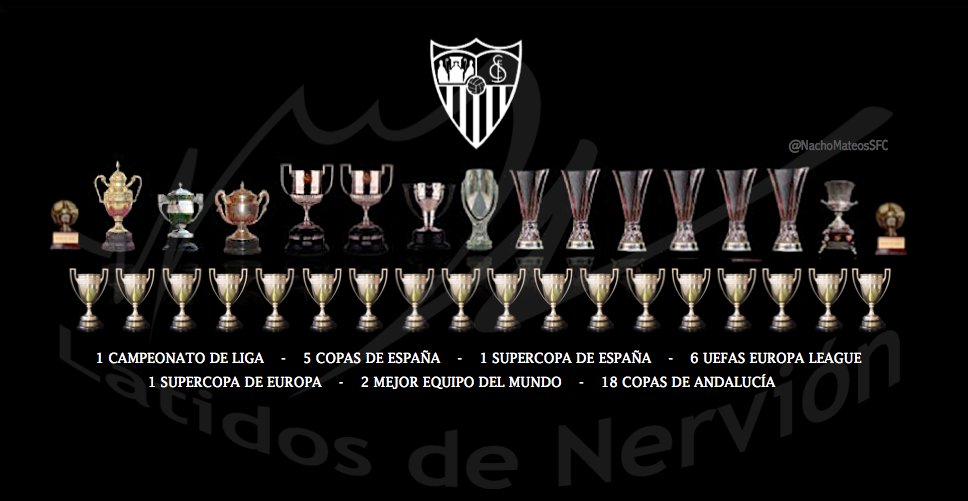 @NachoMateosSFC
1 CAMPEONATO DE LIGA - 5 COPAS DE ESPAÑA - 1 SUPERCOPA DE ESPAÑA - 6 UEFAS EUROPA LEAGUE
1 SUPERCOPA DE EUROPA - 2 MEJOR EQUIPO DEL MUNDO - 18 COPAS DE ANDALUCÍA
Latidos de Nervión